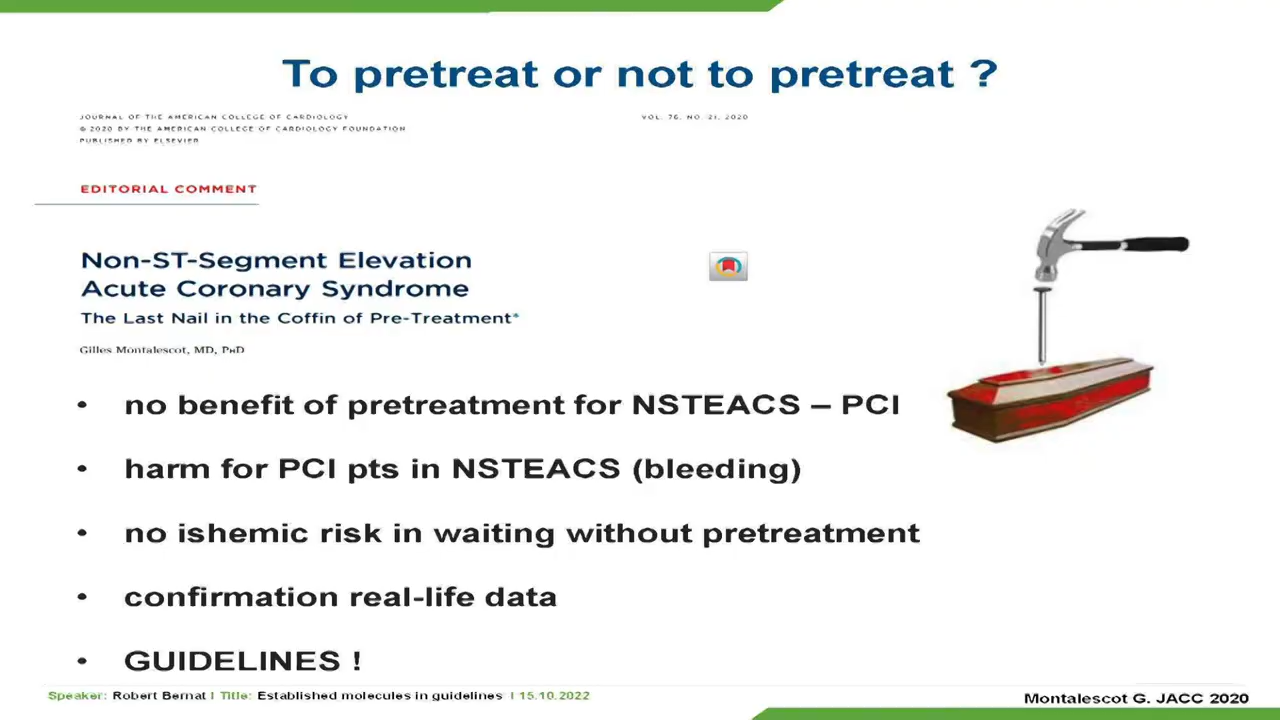 To pretreat or not to pretreat ?
JOURNAL OF THE AMERICAN COLLEGE OF CARDIOLOGY
VOL. 76, NO. 21, 2020
© 2020 BY THE AMERICAN COLLEGE OF CARDIOLOGY FOUNDATION
PUBLISHED BY ELSEVIER
EDITORIAL COMMENT
Non-ST-Segment Elevation
Acute Coronary Syndrome
The Last Nail in the Coffin of Pre-Treatment*
Gilles Montalescot, MD, PHD
• no benefit of pretreatment for NSTEACS – PCI
• harm for PCI pts in NSTEACS (bleeding)
• no ishemic risk in waiting without pretreatment
• confirmation real-life data
• GUIDELINES !
Speaker: Robert Bernat I Title: Established molecules in guidelines I 15.10.2022
Montalescot G. JACC 2020